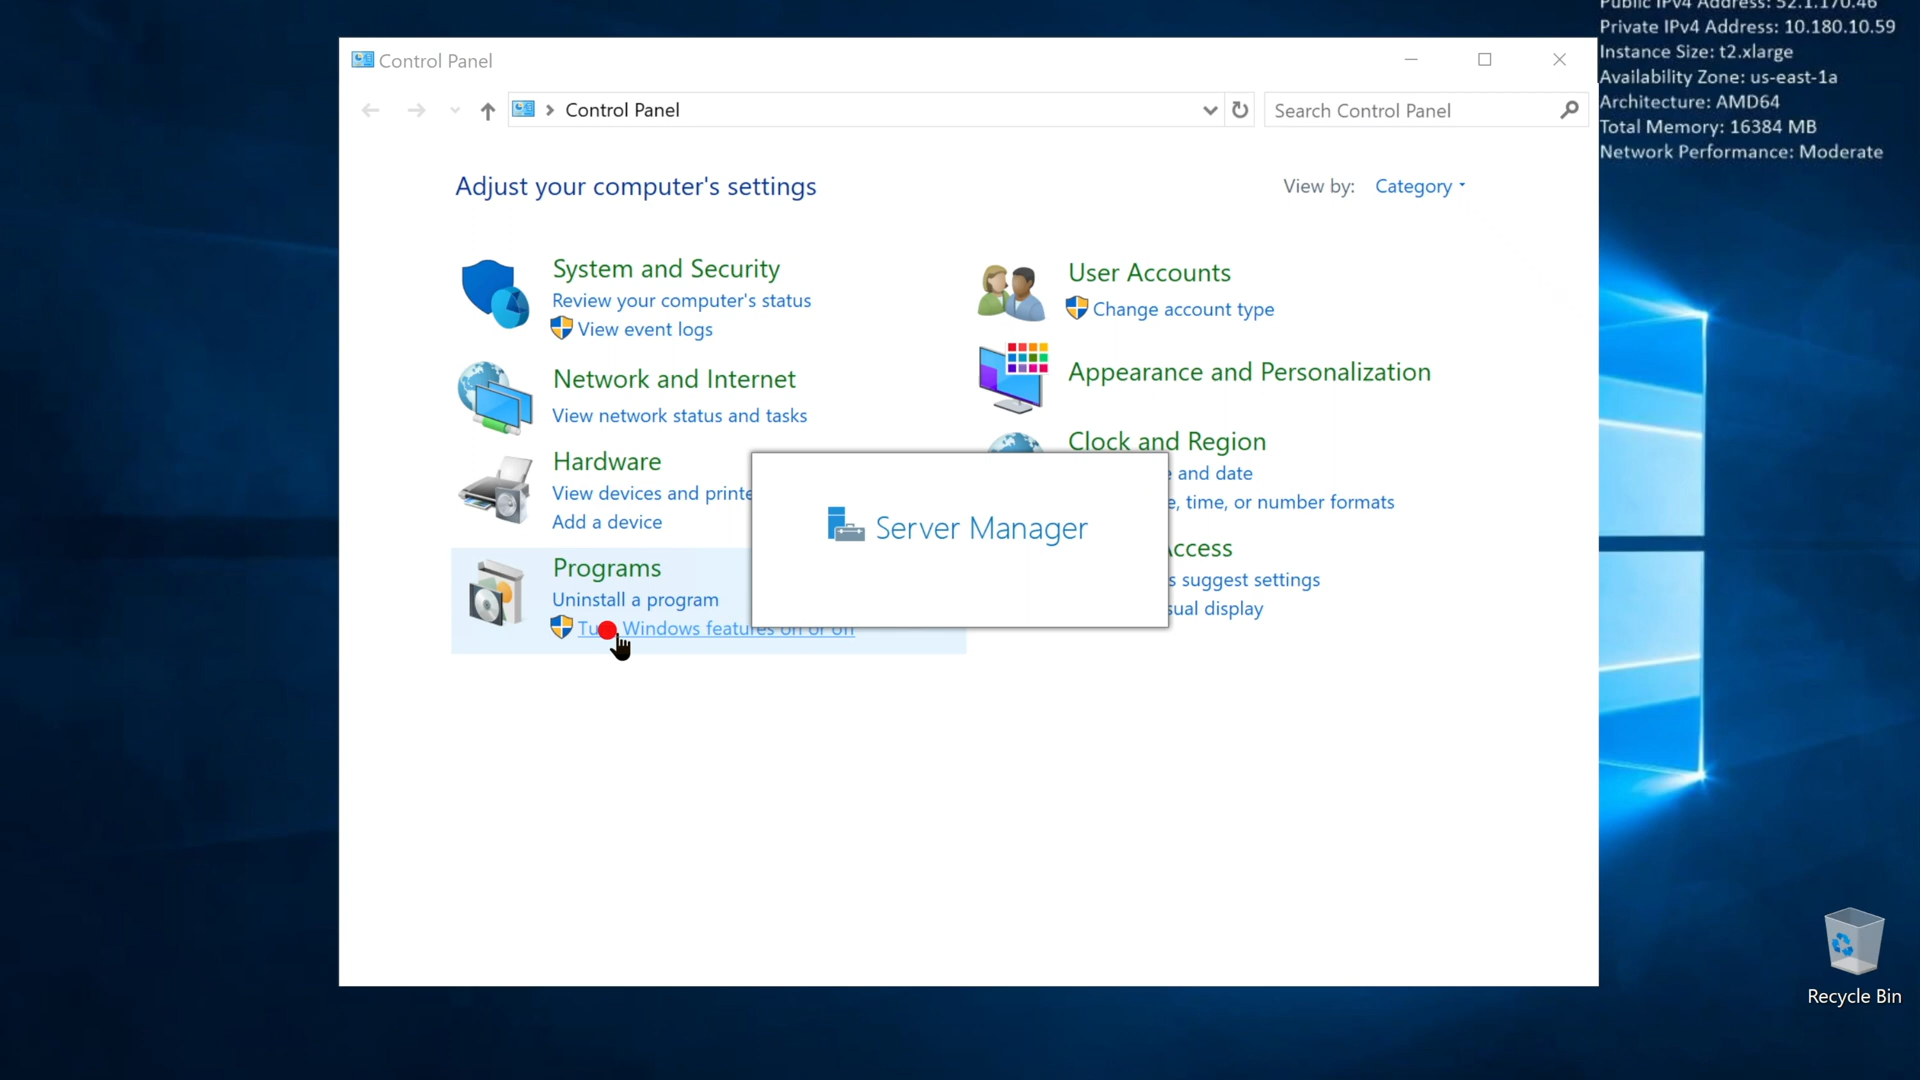 Public IPv4 Address: 52.1.170.46
Private IPv4 Address: 10.180.10.59
Instance Size: t2.xlarge
Availability Zone: us-east-1a
Architecture: AMD64
Total Memory: 16384 MB
Network Performance: Moderate
Control Panel
Control Panel
Search Control Panel
Adjust your computer's settings
View by: Category
System and Security
Review your computer's status
View event logs
Network and Internet
View network status and tasks
Hardware
View devices and printe
Add a device
Programs
Uninstall a program
Windows features on or off
User Accounts
Change account type
Appearance and Personalization
Clock and Region
and date
, time, or number formats
Access
s suggest settings
sual display
Server Manager
Recycle Bin